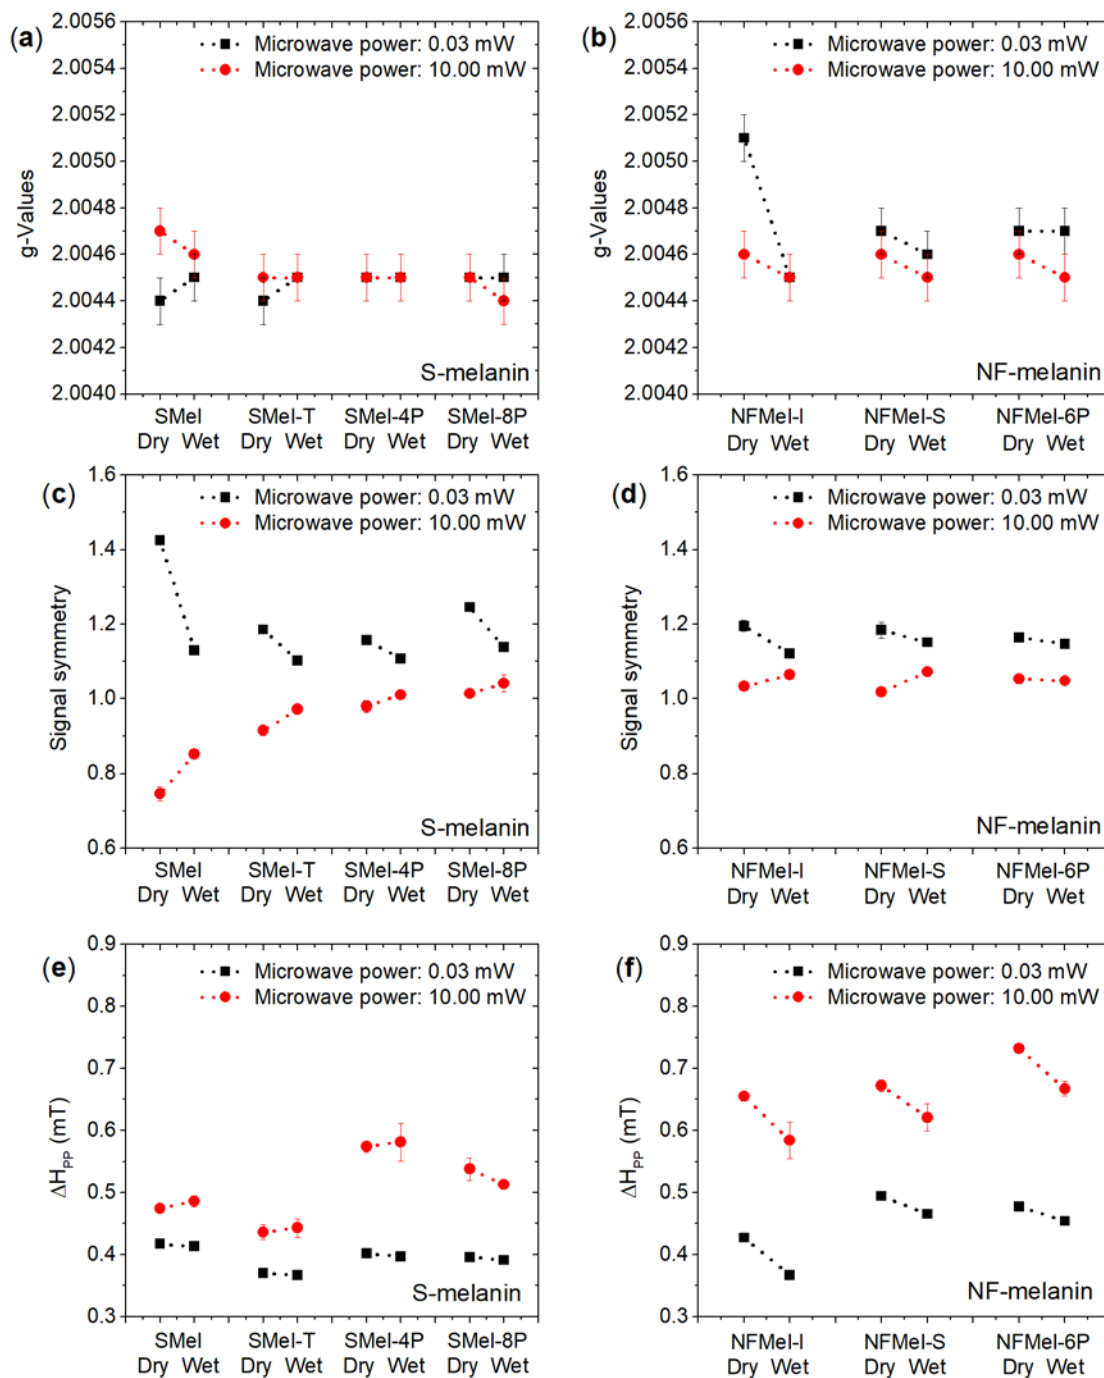 (a)
Microwave power: 0.03 mW
Microwave power: 10.00 mW
g-Values
2.0056
2.0054
2.0052
2.0050
2.0048
2.0046
2.0044
2.0042
2.0040
S-melanin
SMel SMel-T SMel-4P SMel-8P
Dry Wet Dry Wet Dry Wet Dry Wet
(b)
Microwave power: 0.03 mW
Microwave power: 10.00 mW
g-Values
2.0056
2.0054
2.0052
2.0050
2.0048
2.0046
2.0044
2.0042
2.0040
NF-melanin
NFMel-I NFMel-S NFMel-6P
Dry Wet Dry Wet Dry Wet
(c)
Microwave power: 0.03 mW
Microwave power: 10.00 mW
Signal symmetry
1.6
1.4
1.2
1.0
0.8
0.6
S-melanin
SMel SMel-T SMel-4P SMel-8P
Dry Wet Dry Wet Dry Wet Dry Wet
(d)
Microwave power: 0.03 mW
Microwave power: 10.00 mW
Signal symmetry
1.6
1.4
1.2
1.0
0.8
0.6
NF-melanin
NFMel-I NFMel-S NFMel-6P
Dry Wet Dry Wet Dry Wet
(e)
Microwave power: 0.03 mW
Microwave power: 10.00 mW
ΔHPP (mT)
0.9
0.8
0.7
0.6
0.5
0.4
0.3
S-melanin
SMel SMel-T SMel-4P SMel-8P
Dry Wet Dry Wet Dry Wet Dry Wet
(f)
Microwave power: 0.03 mW
Microwave power: 10.00 mW
ΔHPP (mT)
0.9
0.8
0.7
0.6
0.5
0.4
0.3
NF-melanin
NFMel-I NFMel-S NFMel-6P
Dry Wet Dry Wet Dry Wet